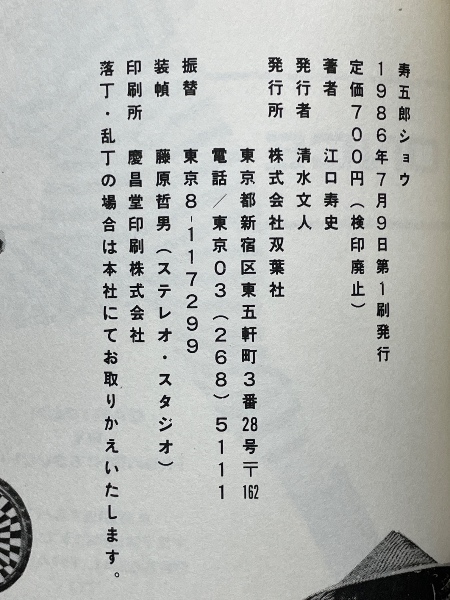 寿五郎ショウ
1986年7月9日第1刷発行
定価700円(検印廃止)
著者 江口寿史
発行者 清水文人
発行所 株式会社双葉社
東京都新宿区東五軒町3番28号〒162
電話/東京03(268)5111
振替 東京8-117299
装幀 藤原哲男(ステレオ・スタジオ)
印刷所 慶昌堂印刷株式会社
落丁・乱丁の場合は本社にてお取りかえいたします。